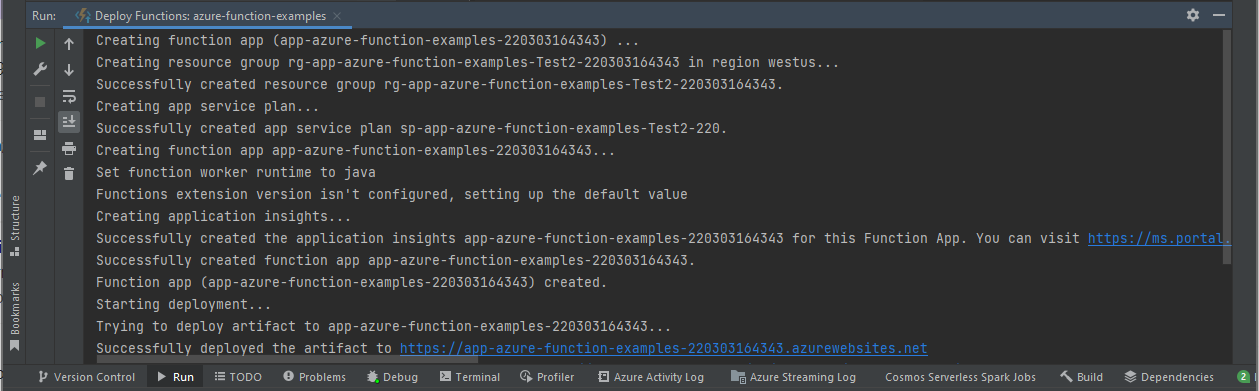 Run: Deploy Functions: azure-function-examples
Creating function app (app-azure-function-examples-220303164343) ...
Creating resource group rg-app-azure-function-examples-Test2-220303164343 in region westus...
Successfully created resource group rg-app-azure-function-examples-Test2-220303164343.
Creating app service plan...
Successfully created app service plan sp-app-azure-function-examples-Test2-220.
Creating function app app-azure-function-examples-220303164343...
Set function worker runtime to java
Functions extension version isn't configured, setting up the default value
Creating application insights...
Successfully created the application insights app-azure-function-examples-220303164343 for this Function App. You can visit https://ms.portal.
Successfully created function app app-azure-function-examples-220303164343.
Function app (app-azure-function-examples-220303164343) created.
Starting deployment...
Trying to deploy artifact to app-azure-function-examples-220303164343...
Successfully deployed the artifact to https://app-azure-function-examples-220303164343.azurewebsites.net
Structure
Bookmarks
Version Control Run TODO Problems Debug Terminal Profiler Azure Activity Log Azure Streaming Log Cosmos Serverless Spark Jobs Build Dependencies 2